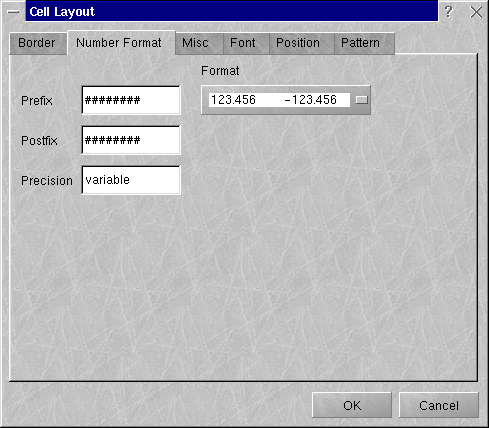 Cell Layout ?
Border Number Format Misc Font Position Pattern
Format
Prefix ########
123.456 -123.456
Postfix ########
Precision variable
OK Cancel